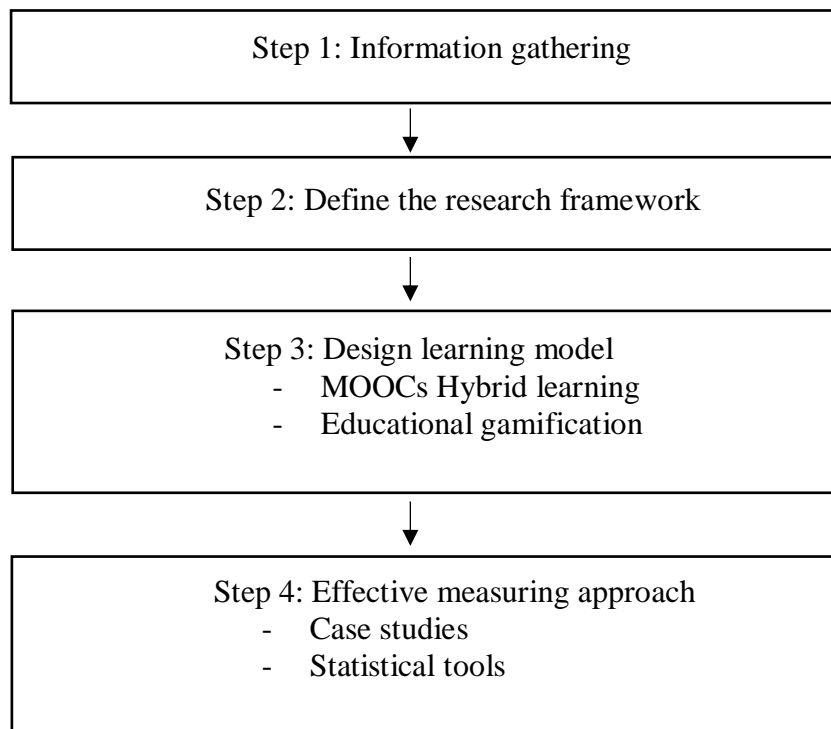 Step 1: Information gathering
Step 2: Define the research framework
Step 3: Design learning model
- MOOCs Hybrid learning
- Educational gamification
Step 4: Effective measuring approach
- Case studies
- Statistical tools